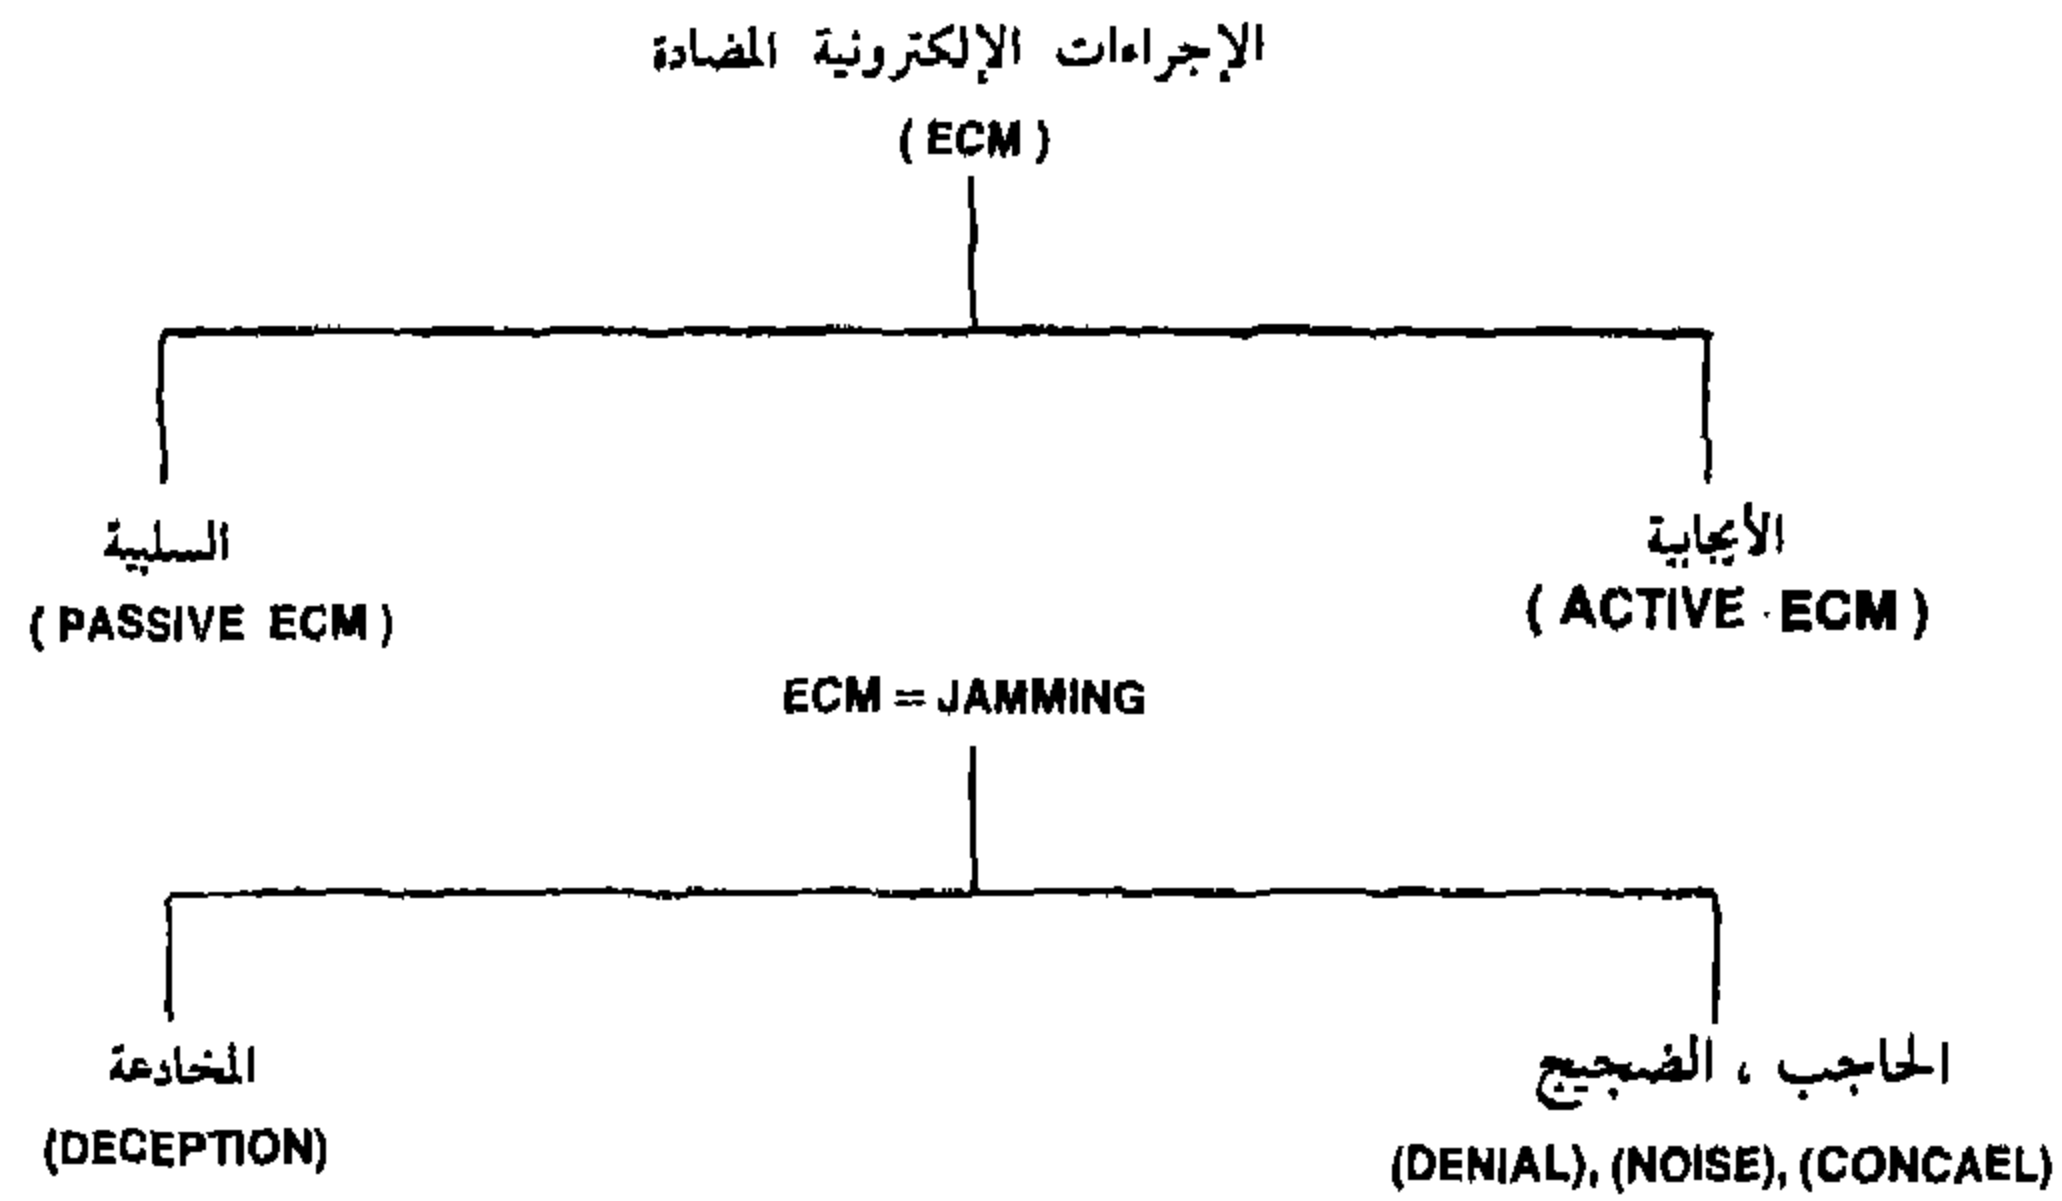 الإجراءات الإلكترونية المضادة
( ECM )
الأيجابية
( ACTIVE ECM )
السلبية
( PASSIVE ECM )
ECM = JAMMING
الحاجب ، الضجيج
(DENIAL), (NOISE), (CONCAEL)
المخادعة
(DECEPTION)